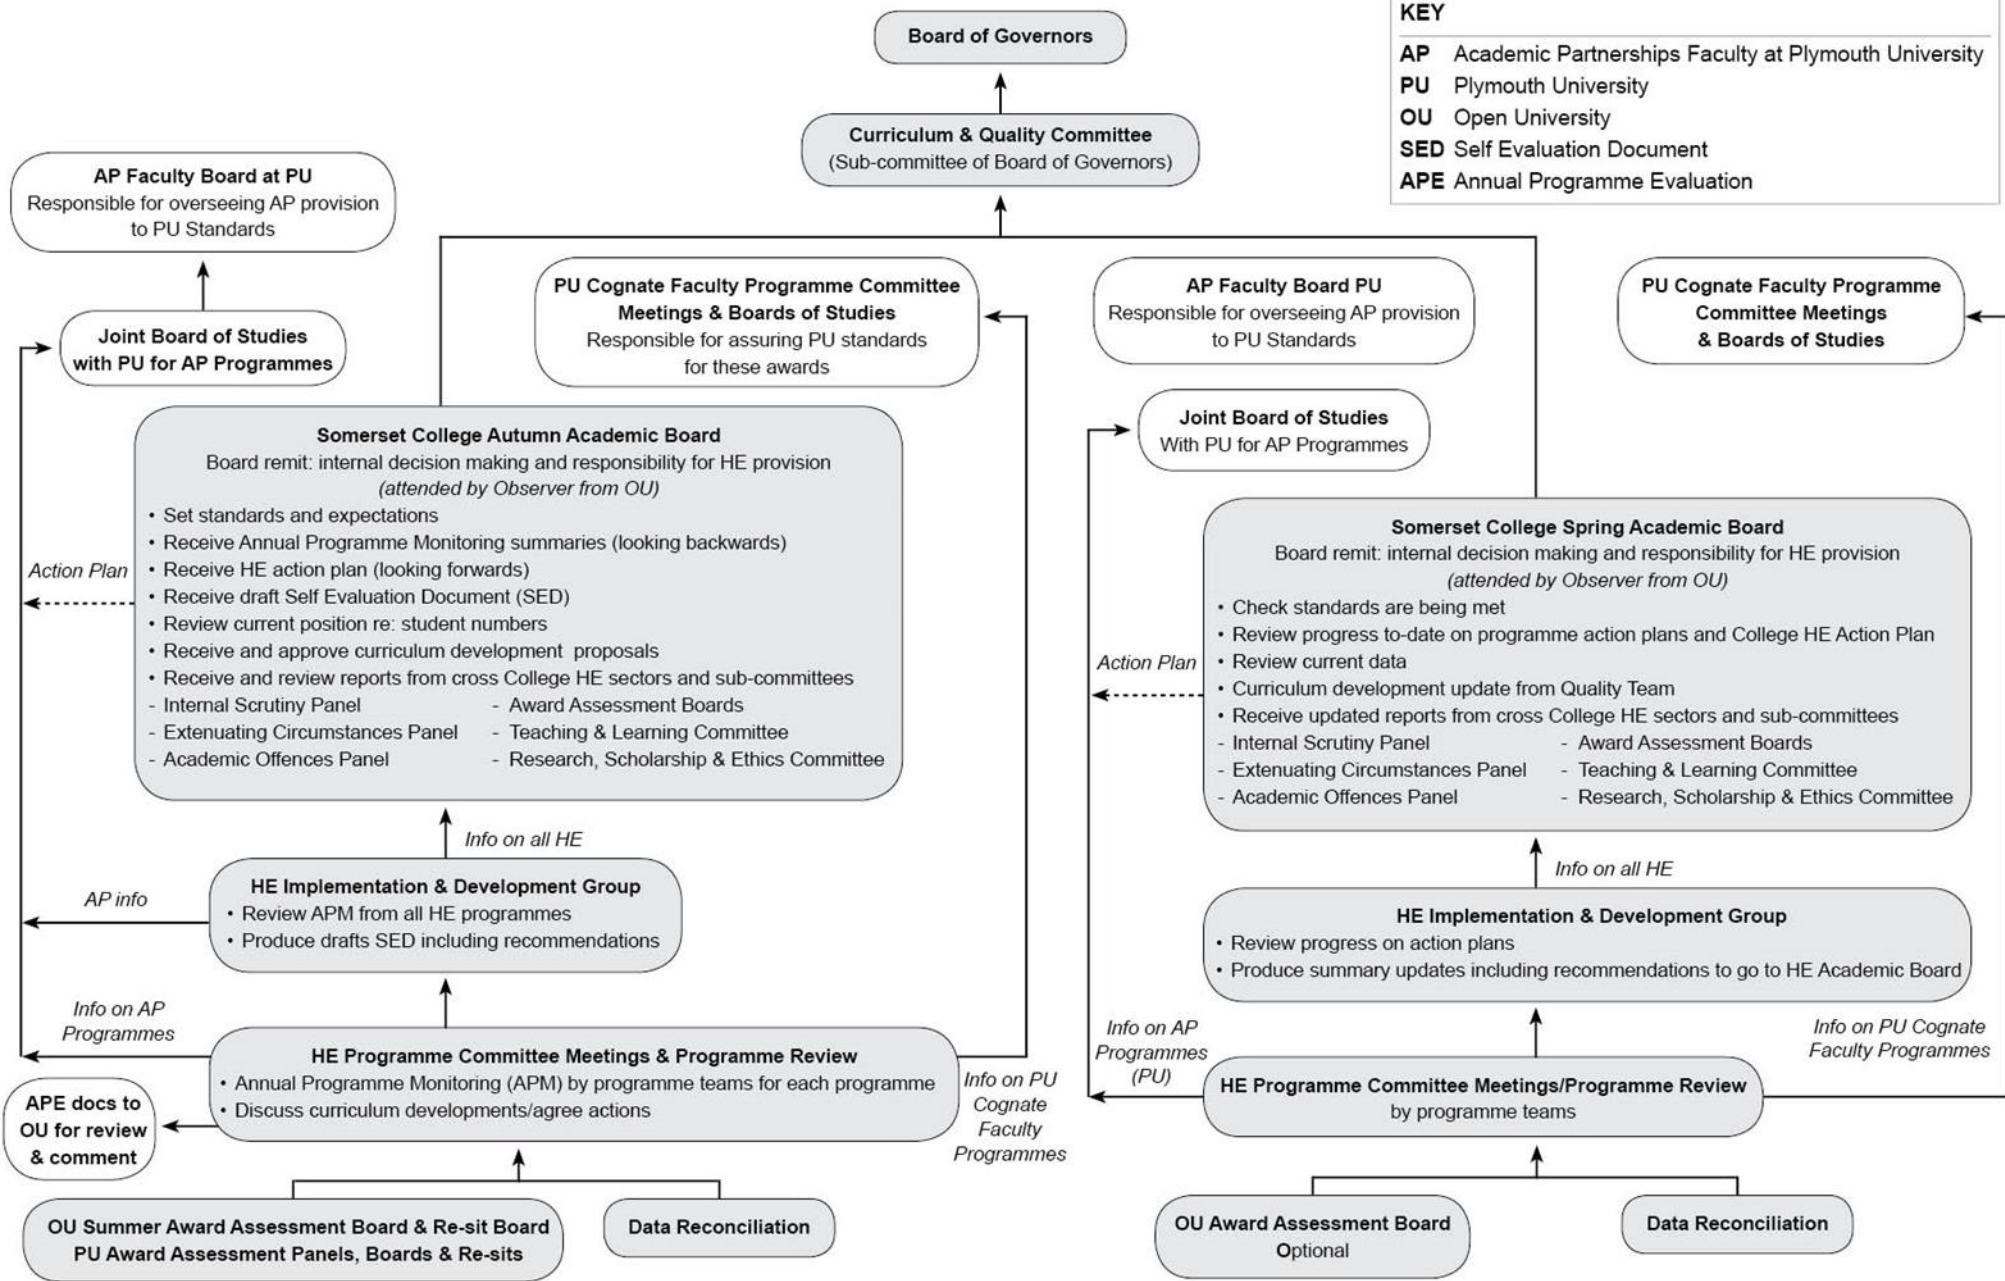 Board of Governors
KEY
AP Academic Partnerships Faculty at Plymouth University
PU Plymouth University
OU Open University
SED Self Evaluation Document
APE Annual Programme Evaluation
Curriculum & Quality Committee
(Sub-committee of Board of Governors)
AP Faculty Board at PU
Responsible for overseeing AP provision
to PU Standards
Joint Board of Studies
with PU for AP Programmes
PU Cognate Faculty Programme Committee
Meetings & Boards of Studies
Responsible for assuring PU standards
for these awards
Somerset College Autumn Academic Board
Board remit: internal decision making and responsibility for HE provision
(attended by Observer from OU)
• Set standards and expectations
• Receive Annual Programme Monitoring summaries (looking backwards)
• Receive HE action plan (looking forwards)
• Receive draft Self Evaluation Document (SED)
• Review current position re: student numbers
• Receive and approve curriculum development proposals
• Receive and review reports from cross College HE sectors and sub-committees
- Internal Scrutiny Panel - Award Assessment Boards
- Extenuating Circumstances Panel - Teaching & Learning Committee
- Academic Offences Panel - Research, Scholarship & Ethics Committee
Action Plan
Info on all HE
HE Implementation & Development Group
• Review APM from all HE programmes
• Produce drafts SED including recommendations
AP info
Info on AP
Programmes
HE Programme Committee Meetings & Programme Review
• Annual Programme Monitoring (APM) by programme teams for each programme
• Discuss curriculum developments/agree actions
Info on PU
Cognate
Faculty
Programmes
APE docs to
OU for review
& comment
OU Summer Award Assessment Board & Re-sit Board
PU Award Assessment Panels, Boards & Re-sits
Data Reconciliation
AP Faculty Board PU
Responsible for overseeing AP provision
to PU Standards
PU Cognate Faculty Programme
Committee Meetings
& Boards of Studies
Joint Board of Studies
With PU for AP Programmes
Somerset College Spring Academic Board
Board remit: internal decision making and responsibility for HE provision
(attended by Observer from OU)
• Check standards are being met
• Review progress to-date on programme action plans and College HE Action Plan
• Review current data
• Curriculum development update from Quality Team
• Receive updated reports from cross College HE sectors and sub-committees
- Internal Scrutiny Panel - Award Assessment Boards
- Extenuating Circumstances Panel - Teaching & Learning Committee
- Academic Offences Panel - Research, Scholarship & Ethics Committee
Action Plan
Info on all HE
HE Implementation & Development Group
• Review progress on action plans
• Produce summary updates including recommendations to go to HE Academic Board
Info on AP
Programmes
(PU)
Info on PU Cognate
Faculty Programmes
HE Programme Committee Meetings/Programme Review
by programme teams
OU Award Assessment Board
Optional
Data Reconciliation